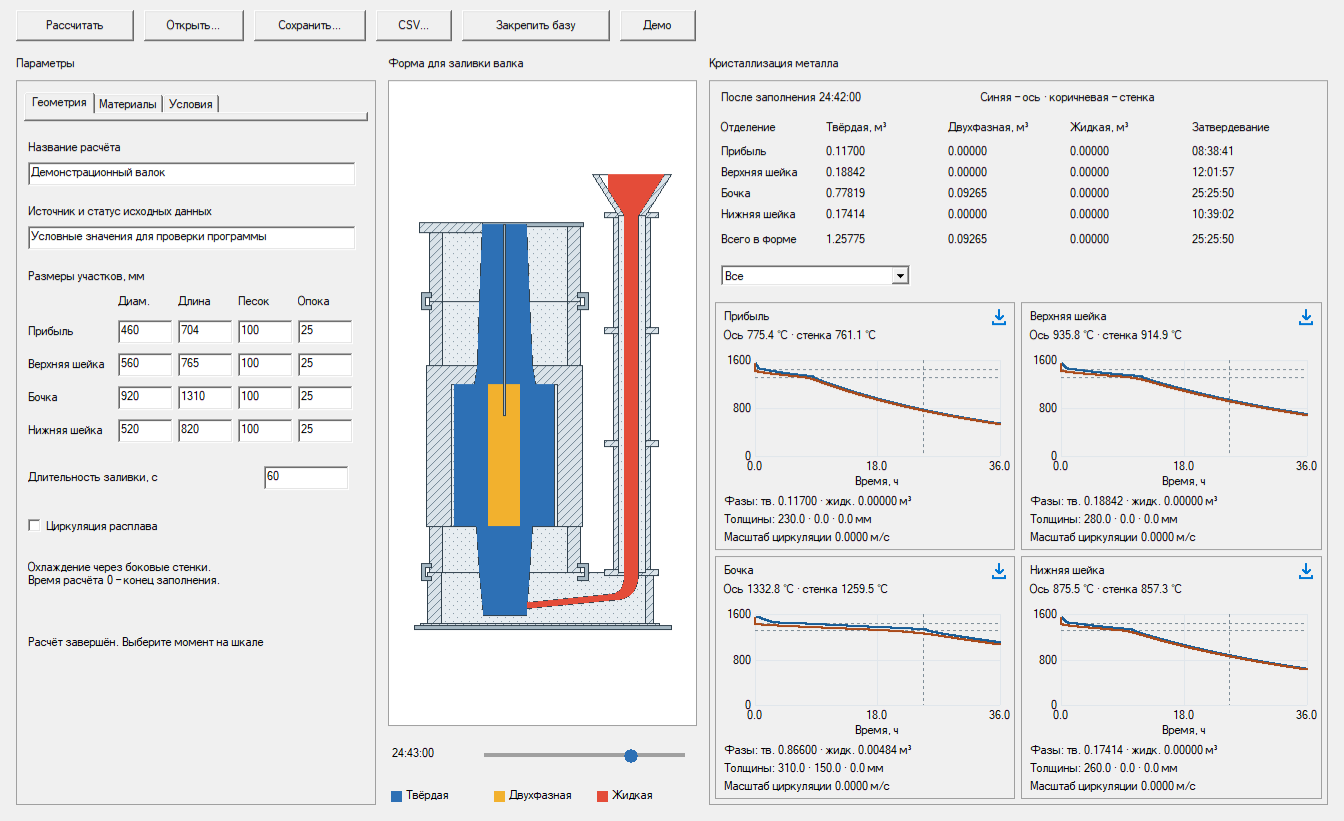 Рассчитать
Открыть...
Сохранить...
CSV...
Закрепить базу
Демо
Параметры
Геометрия
Материалы
Условия
Название расчёта
Демонстрационный валок
Источник и статус исходных данных
Условные значения для проверки программы
Размеры участков, мм
Диам. Длина Песок Опока
Прибыль 460 704 100 25
Верхняя шейка 560 765 100 25
Бочка 920 1310 100 25
Нижняя шейка 520 820 100 25
Длительность заливки, с 60
Циркуляция расплава
Охлаждение через боковые стенки.
Время расчёта 0 – конец заполнения.
Расчёт завершён. Выберите момент на шкале
Форма для заливки валка
24:43:00
Твёрдая
Двухфазная
Жидкая
Кристаллизация металла
После заполнения 24:42:00
Синяя – ось · коричневая – стенка
Отделение Твёрдая, м³ Двухфазная, м³ Жидкая, м³ Затвердевание
Прибыль 0.11700 0.00000 0.00000 08:38:41
Верхняя шейка 0.18842 0.00000 0.00000 12:01:57
Бочка 0.77819 0.09265 0.00000 25:25:50
Нижняя шейка 0.17414 0.00000 0.00000 10:39:02
Всего в форме 1.25775 0.09265 0.00000 25:25:50
Все
Прибыль
Ось 775.4 °C · стенка 761.1 °C
1600
800
0
0.0 18.0 36.0
Время, ч
Фазы: тв. 0.11700 · жидк. 0.00000 м³
Толщины: 230.0 · 0.0 · 0.0 мм
Масштаб циркуляции 0.0000 м/с
Верхняя шейка
Ось 935.8 °C · стенка 914.9 °C
1600
800
0
0.0 18.0 36.0
Время, ч
Фазы: тв. 0.18842 · жидк. 0.00000 м³
Толщины: 280.0 · 0.0 · 0.0 мм
Масштаб циркуляции 0.0000 м/с
Бочка
Ось 1332.8 °C · стенка 1259.5 °C
1600
800
0
0.0 18.0 36.0
Время, ч
Фазы: тв. 0.86600 · жидк. 0.00484 м³
Толщины: 310.0 · 150.0 · 0.0 мм
Масштаб циркуляции 0.0000 м/с
Нижняя шейка
Ось 875.5 °C · стенка 857.3 °C
1600
800
0
0.0 18.0 36.0
Время, ч
Фазы: тв. 0.17414 · жидк. 0.00000 м³
Толщины: 260.0 · 0.0 · 0.0 мм
Масштаб циркуляции 0.0000 м/с